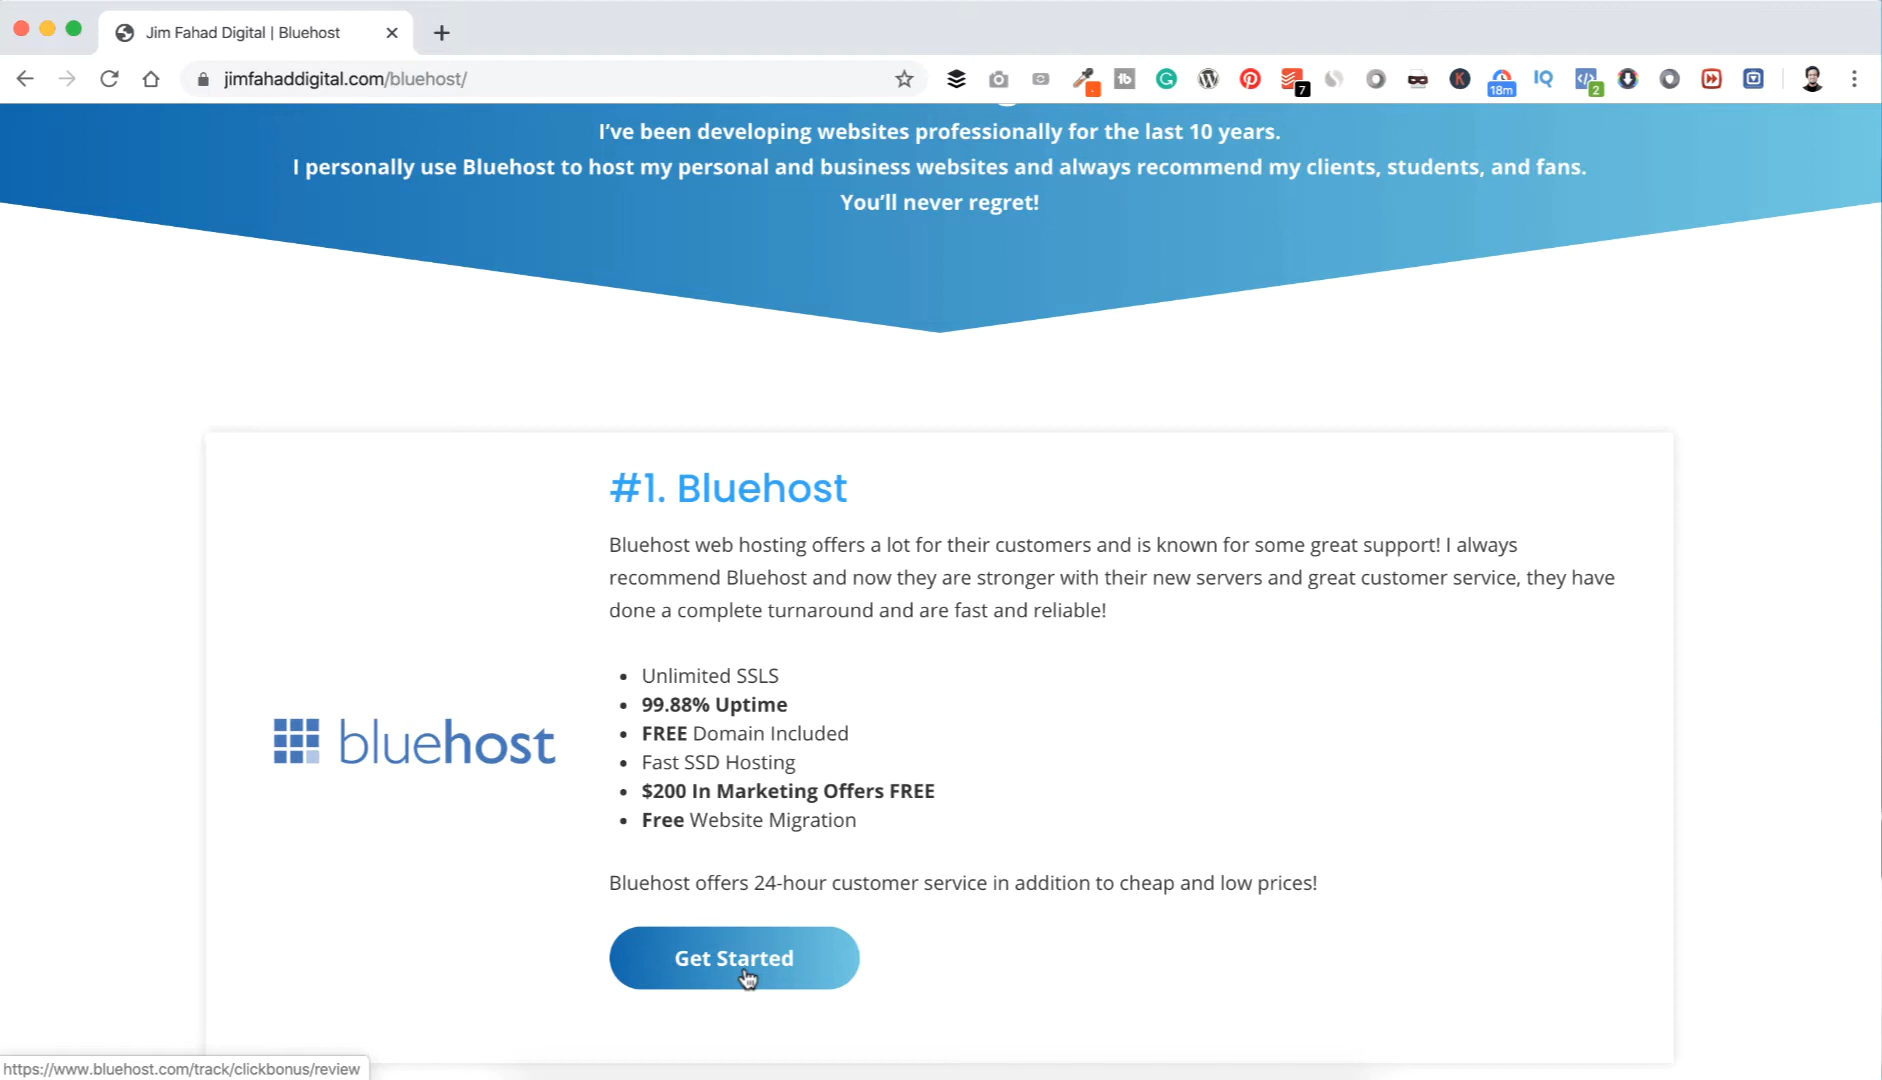 Jim Fahad Digital | Bluehost
jimfahaddigital.com/bluehost/
7
18m
IQ
2
I've been developing websites professionally for the last 10 years.
I personally use Bluehost to host my personal and business websites and always recommend my clients, students, and fans.
You'll never regret!
#1. Bluehost
Bluehost web hosting offers a lot for their customers and is known for some great support! I always
recommend Bluehost and now they are stronger with their new servers and great customer service, they have
done a complete turnaround and are fast and reliable!
Unlimited SSLS
99.88% Uptime
FREE Domain Included
Fast SSD Hosting
$200 In Marketing Offers FREE
Free Website Migration
bluehost
Bluehost offers 24-hour customer service in addition to cheap and low prices!
Get Started
https://www.bluehost.com/track/clickbonus/review